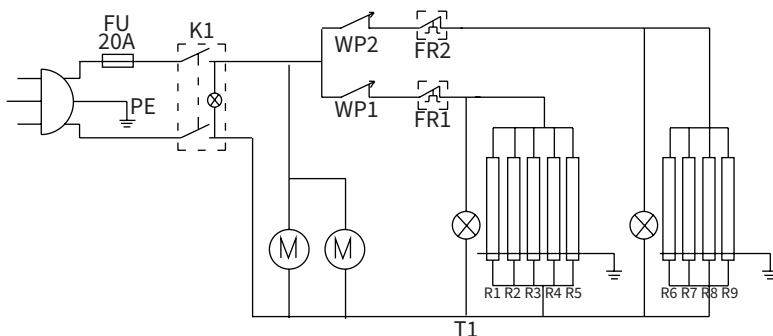 FU
20A
K1
WP2
FR2
PE
WP1
FR1
M
M
R1 R2 R3 R4 R5
R6 R7 R8 R9
T1